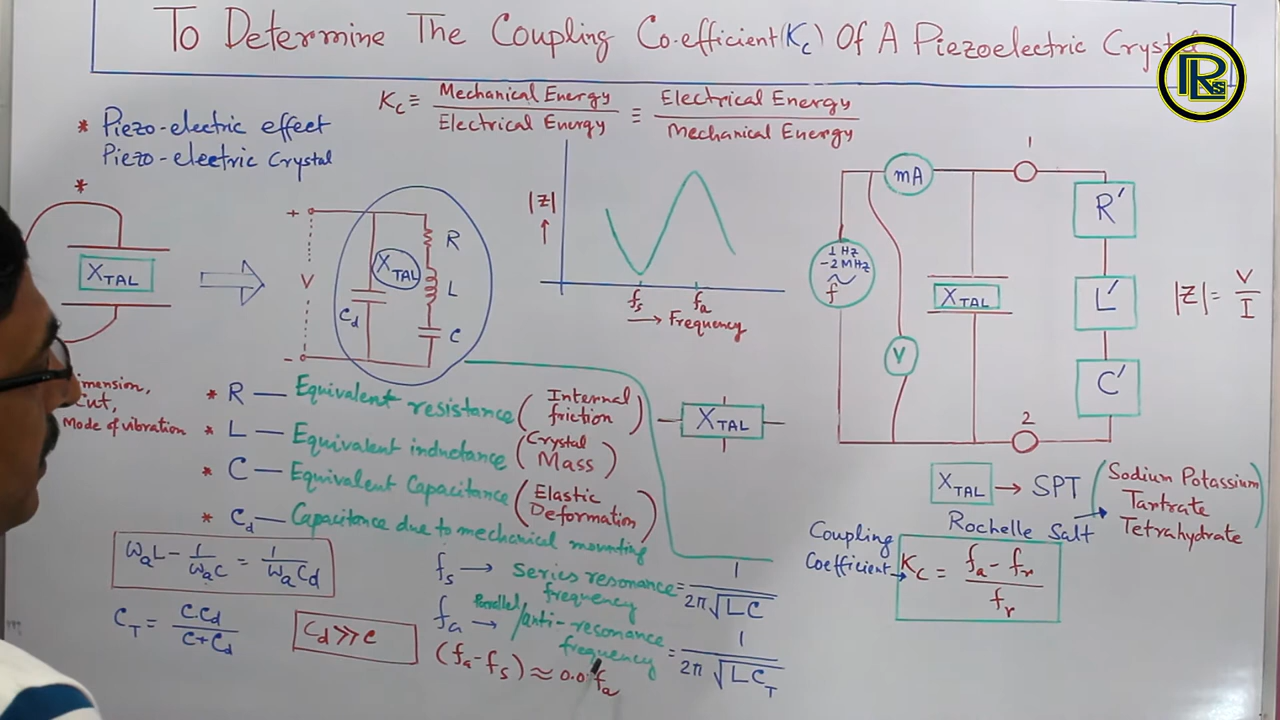 To Determine The Coupling Co-efficient (Kc) Of A Piezoelectric Crystal
RLS
Kc ≡ Mechanical Energy / Electrical Energy ≡ Electrical Energy / Mechanical Energy
* Piezo-electric effect
Piezo-electric Crystal
*
XTAL
+
V
-
XTAL
Cd
R
L
C
|Z|
↑
fs
fa
→ Frequency
mA
1 Hz
-2 MHz
~
f
V
XTAL
1
2
R′
L′
C′
|Z| = V/I
Cut,
Mode of vibration
* R — Equivalent resistance (Internal friction)
* L — Equivalent inductance (Crystal Mass)
* C — Equivalent Capacitance (Elastic Deformation)
* Cd — Capacitance due to mechanical mounting
XTAL
XTAL → SPT (Sodium Potassium
Tartrate
Tetrahydrate)
Rochelle Salt
ωaL - 1/ωaC = 1/ωaCd
CT = C.Cd / C+Cd
Cd >> C
fs → Series resonance frequency = 1 / 2π√LC
fa → Parallel/anti-resonance frequency = 1 / 2π√LCT
(fa-fs) ≈ fa
Coupling
Coefficient → Kc = fa - fr / fr